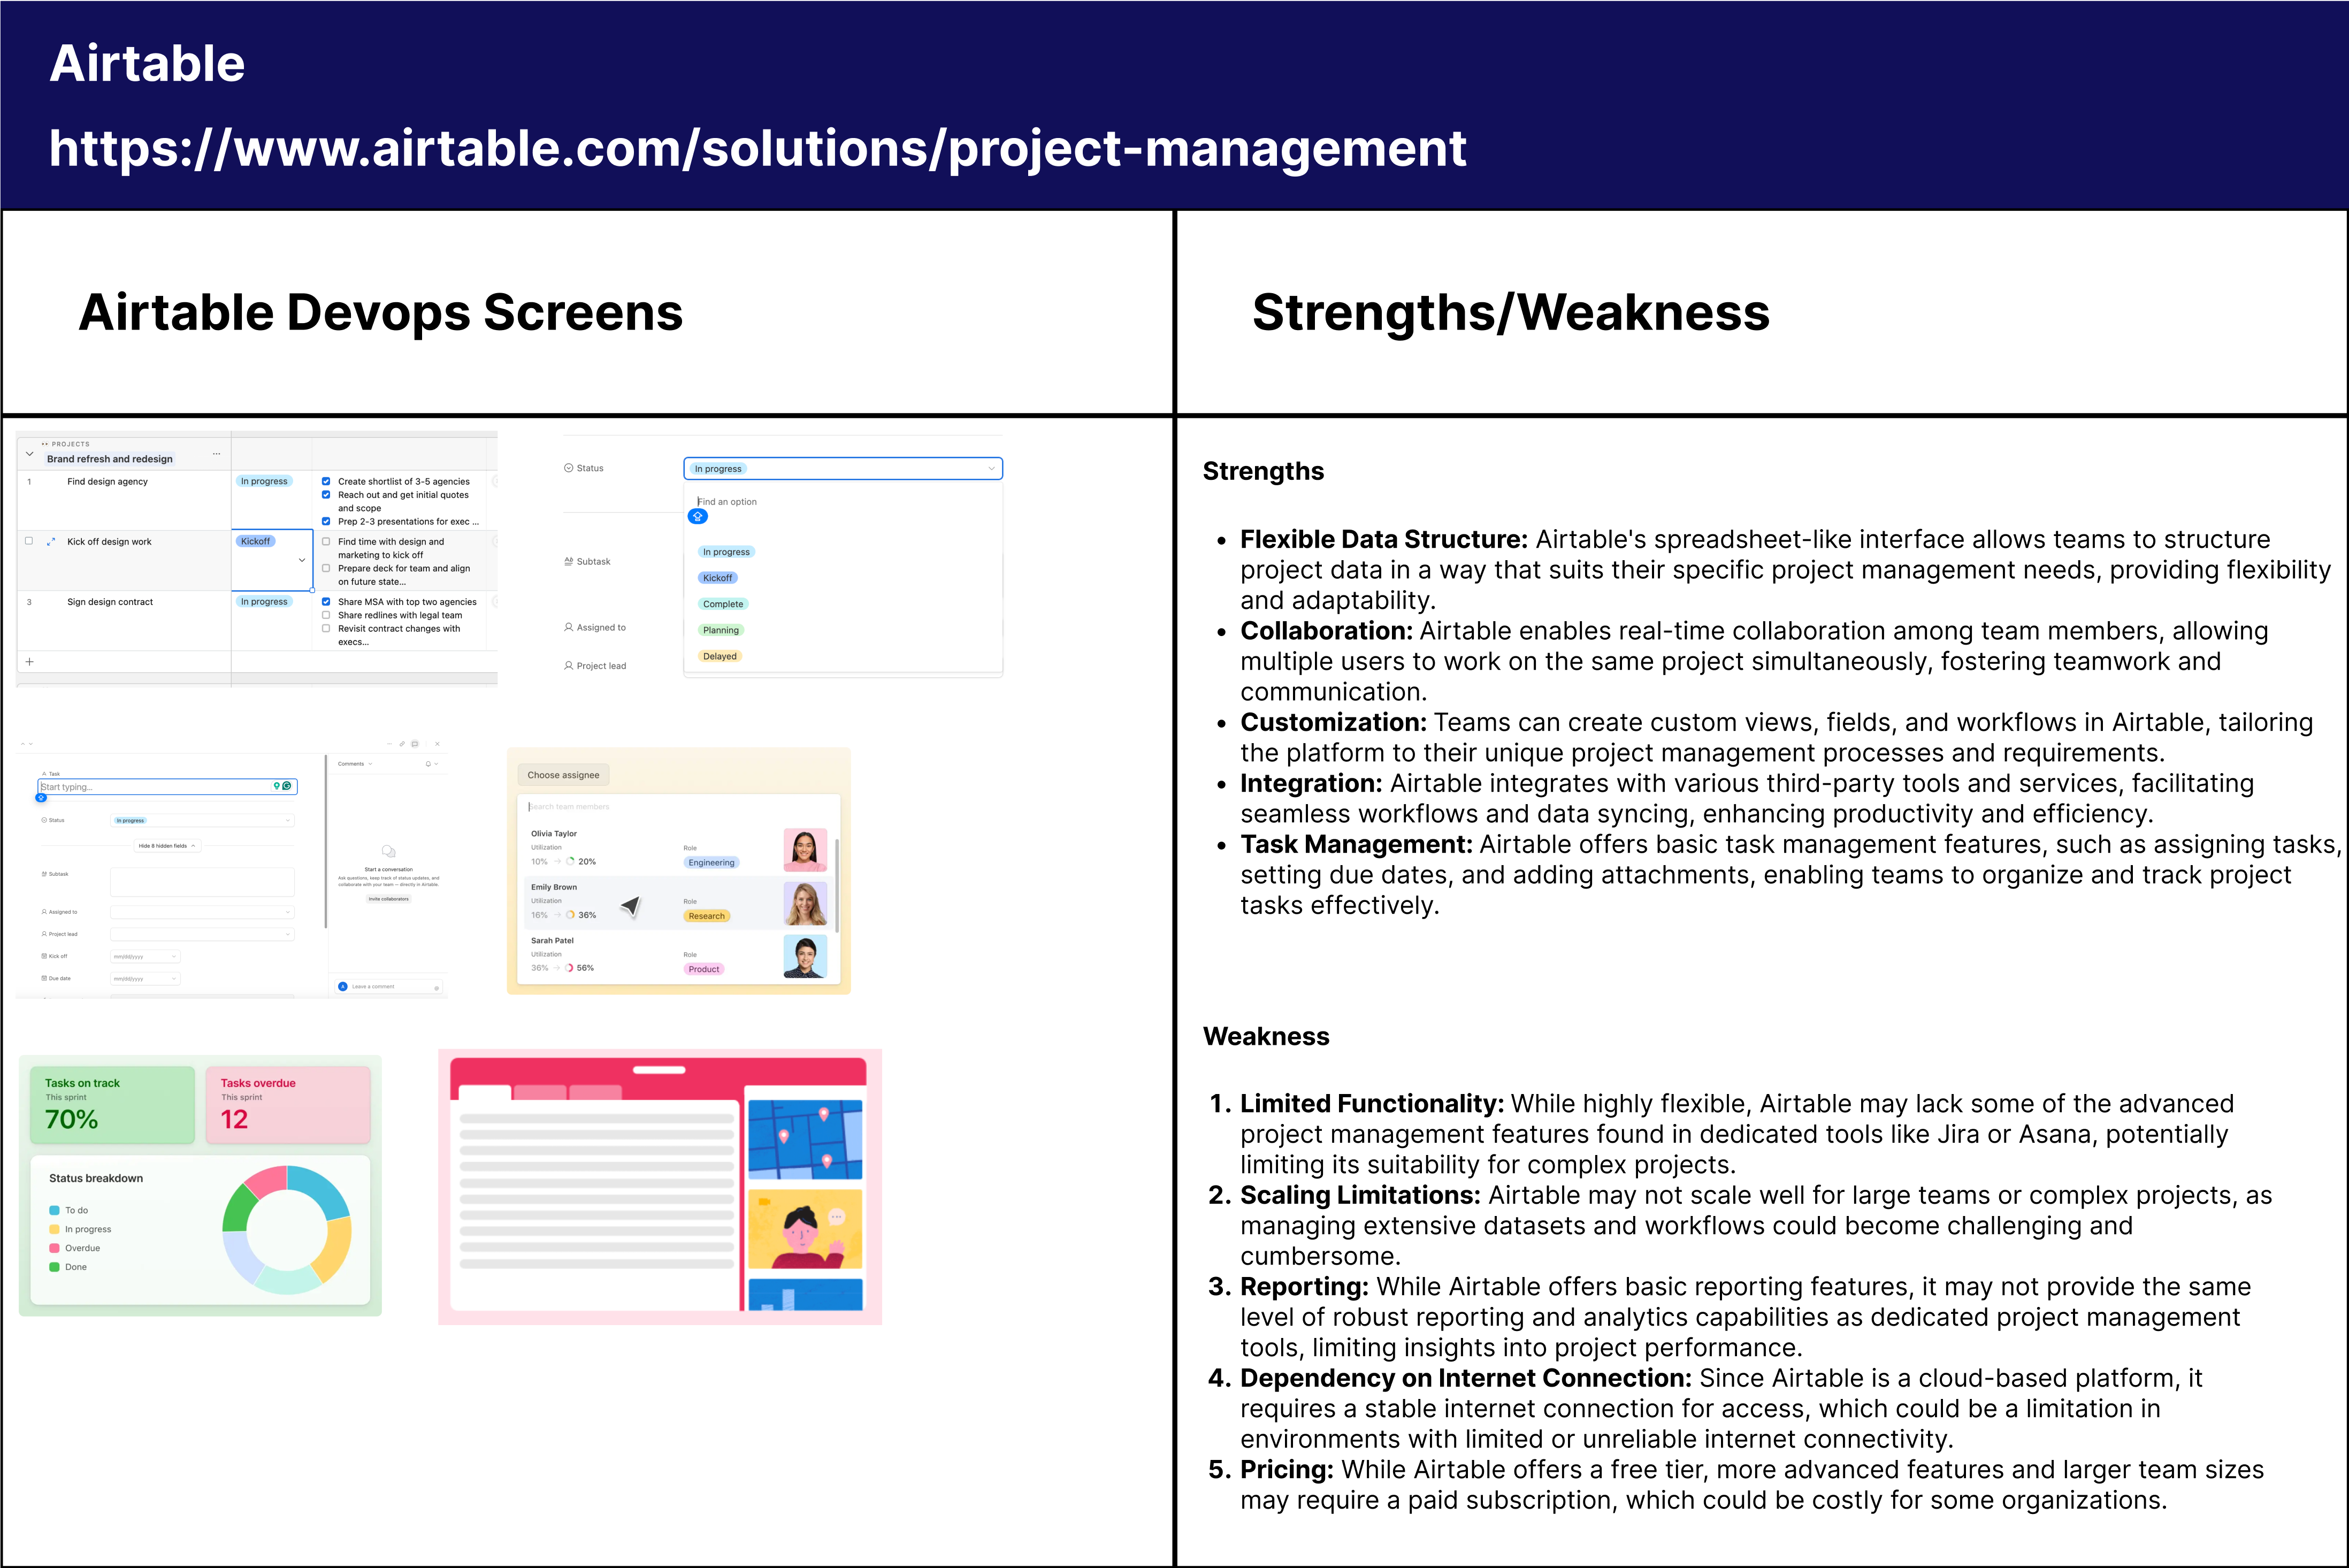 Airtable
https://www.airtable.com/solutions/project-management
Airtable Devops Screens
Strengths/Weakness
PROJECTS
Brand refresh and redesign
1
Find design agency
In progress
Create shortlist of 3-5 agencies
Reach out and get initial quotes
and scope
Prep 2-3 presentations for exec ...
Kick off design work
Kickoff
Find time with design and
marketing to kick off
Prepare deck for team and align
on future state...
3
Sign design contract
In progress
Share MSA with top two agencies
Share redlines with legal team
Revisit contract changes with
execs...
Status
In progress
Find an option
In progress
Subtask
Kickoff
Complete
Assigned to
Planning
Delayed
Project lead
Task
Start typing...
Status
In progress
Hide 8 hidden fields
Subtask
Assigned to
Project lead
Kick off
mm/dd/yyyy
Due date
mm/dd/yyyy
Comments
Start a conversation
Ask questions, keep track of status updates, and
collaborate with your team — directly in Airtable.
Invite collaborators
A
Leave a comment
Choose assignee
Search team members
Olivia Taylor
Utilization
10% → 20%
Role
Engineering
Emily Brown
Utilization
16% → 36%
Role
Research
Sarah Patel
Utilization
36% → 56%
Role
Product
Tasks on track
This sprint
70%
Tasks overdue
This sprint
12
Status breakdown
To do
In progress
Overdue
Done
Strengths
• Flexible Data Structure: Airtable's spreadsheet-like interface allows teams to structure
project data in a way that suits their specific project management needs, providing flexibility
and adaptability.
• Collaboration: Airtable enables real-time collaboration among team members, allowing
multiple users to work on the same project simultaneously, fostering teamwork and
communication.
• Customization: Teams can create custom views, fields, and workflows in Airtable, tailoring
the platform to their unique project management processes and requirements.
• Integration: Airtable integrates with various third-party tools and services, facilitating
seamless workflows and data syncing, enhancing productivity and efficiency.
• Task Management: Airtable offers basic task management features, such as assigning tasks,
setting due dates, and adding attachments, enabling teams to organize and track project
tasks effectively.
Weakness
1. Limited Functionality: While highly flexible, Airtable may lack some of the advanced
project management features found in dedicated tools like Jira or Asana, potentially
limiting its suitability for complex projects.
2. Scaling Limitations: Airtable may not scale well for large teams or complex projects, as
managing extensive datasets and workflows could become challenging and
cumbersome.
3. Reporting: While Airtable offers basic reporting features, it may not provide the same
level of robust reporting and analytics capabilities as dedicated project management
tools, limiting insights into project performance.
4. Dependency on Internet Connection: Since Airtable is a cloud-based platform, it
requires a stable internet connection for access, which could be a limitation in
environments with limited or unreliable internet connectivity.
5. Pricing: While Airtable offers a free tier, more advanced features and larger team sizes
may require a paid subscription, which could be costly for some organizations.